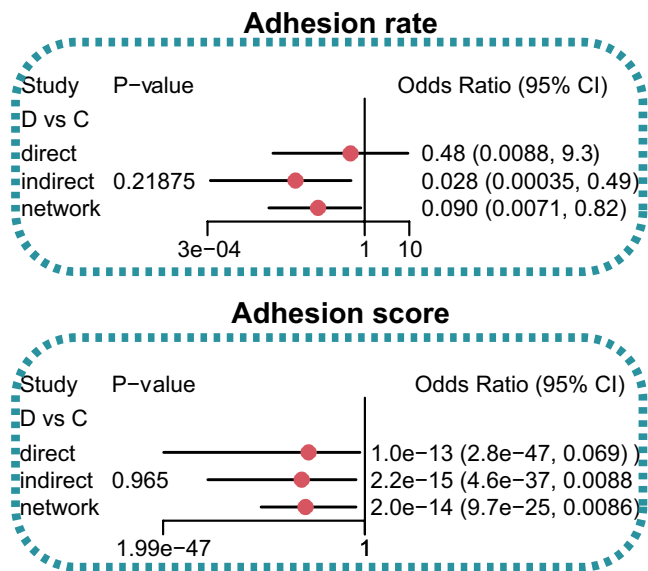 Adhesion rate
Study P−value Odds Ratio (95% CI)
D vs C
direct 0.48 (0.0088, 9.3)
indirect 0.21875 0.028 (0.00035, 0.49)
network 0.090 (0.0071, 0.82)
3e−04 1 10
Adhesion score
Study P−value Odds Ratio (95% CI)
D vs C
direct 1.0e−13 (2.8e−47, 0.069) )
indirect 0.965 2.2e−15 (4.6e−37, 0.0088
network 2.0e−14 (9.7e−25, 0.0086)
1.99e−47 1